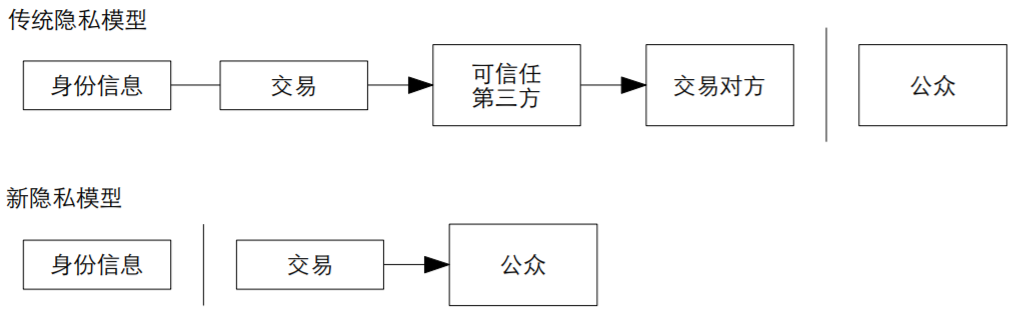 传统隐私模型
身份信息
交易
可信任
第三方
交易对方
公众
新隐私模型
身份信息
交易
公众